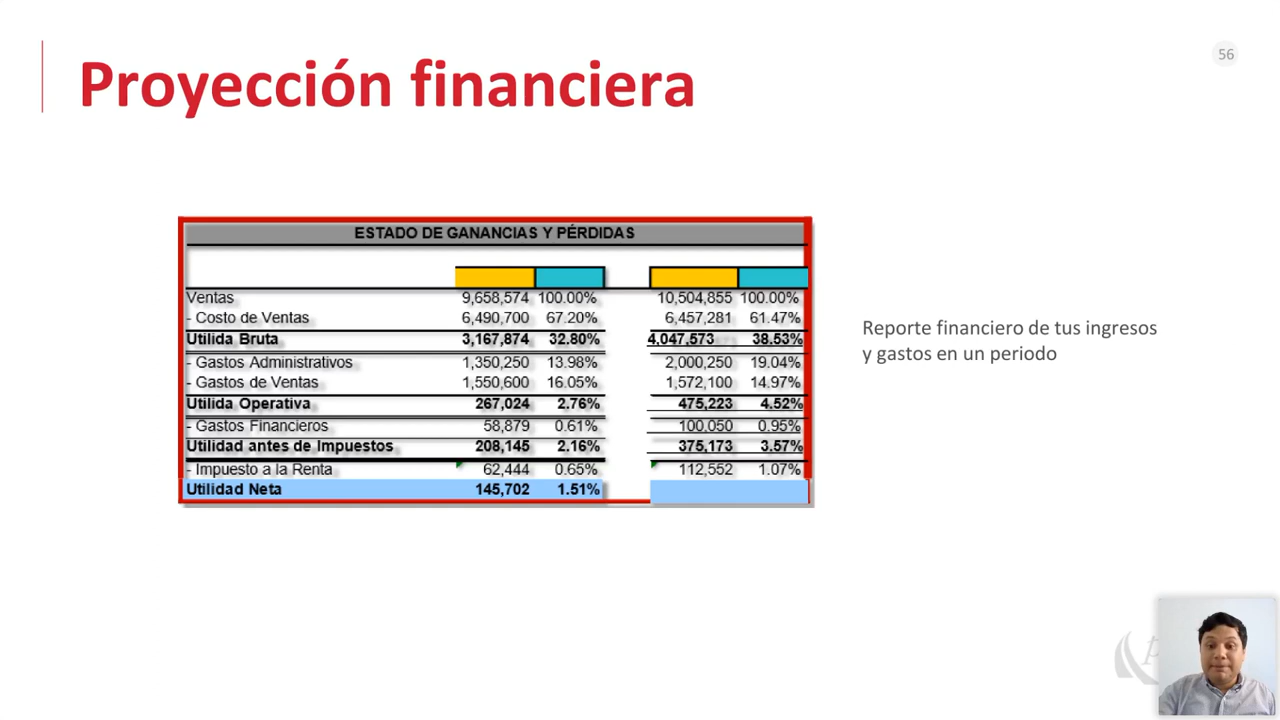 56
Proyección financiera
ESTADO DE GANANCIAS Y PÉRDIDAS
Ventas 9,658,574 100.00% 10,504,855 100.00%
- Costo de Ventas 6,490,700 67.20% 6,457,281 61.47%
Utilida Bruta 3,167,874 32.80% 4,047,573 38.53%
- Gastos Administrativos 1,350,250 13.98% 2,000,250 19.04%
- Gastos de Ventas 1,550,600 16.05% 1,572,100 14.97%
Utilida Operativa 267,024 2.76% 475,223 4.52%
- Gastos Financieros 58,879 0.61% 100,050 0.95%
Utilidad antes de Impuestos 208,145 2.16% 375,173 3.57%
- Impuesto a la Renta 62,444 0.65% 112,552 1.07%
Utilidad Neta 145,702 1.51%
Reporte financiero de tus ingresos
y gastos en un periodo